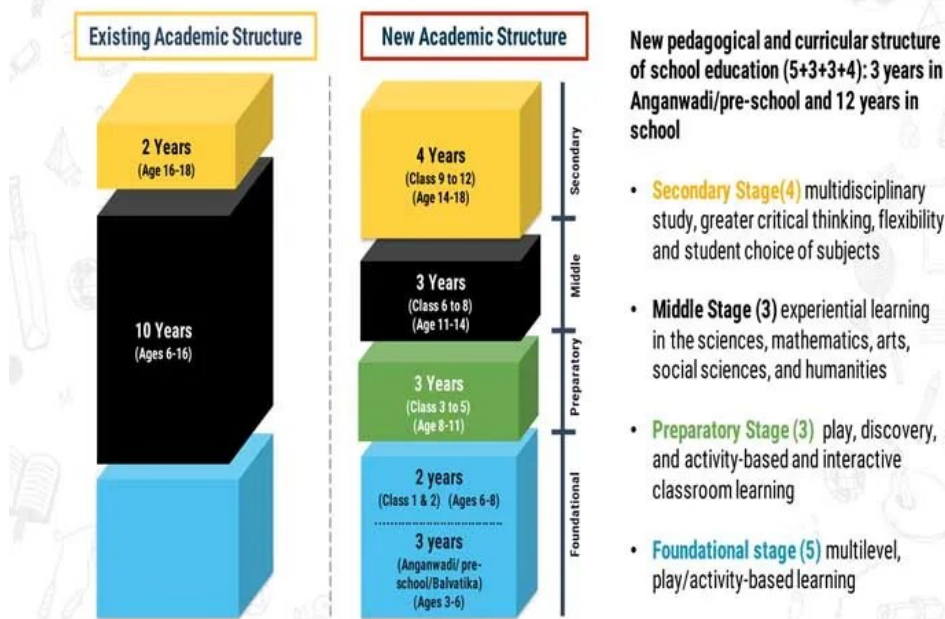 Existing Academic Structure
2 Years
(Age 16-18)
10 Years
(Ages 6-16)
New Academic Structure
4 Years
(Class 9 to 12)
(Age 14-18)
Secondary
3 Years
(Class 6 to 8)
(Age 11-14)
Middle
3 Years
(Class 3 to 5)
(Age 8-11)
Preparatory
2 years
(Class 1 & 2) (Ages 6-8)
3 years
(Anganwadi/ pre-
school/Balvatika)
(Ages 3-6)
Foundational
New pedagogical and curricular structure
of school education (5+3+3+4): 3 years in
Anganwadi/pre-school and 12 years in
school
• Secondary Stage(4) multidisciplinary
study, greater critical thinking, flexibility
and student choice of subjects
• Middle Stage (3) experiential learning
in the sciences, mathematics, arts,
social sciences, and humanities
• Preparatory Stage (3) play, discovery,
and activity-based and interactive
classroom learning
• Foundational stage (5) multilevel,
play/activity-based learning